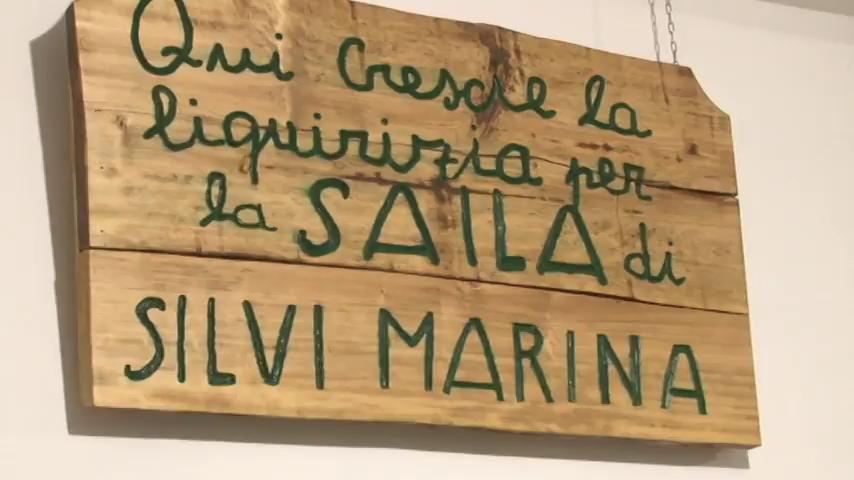 Qui cresce la
liquirizia per
la SAILA di
SILVI MARINA